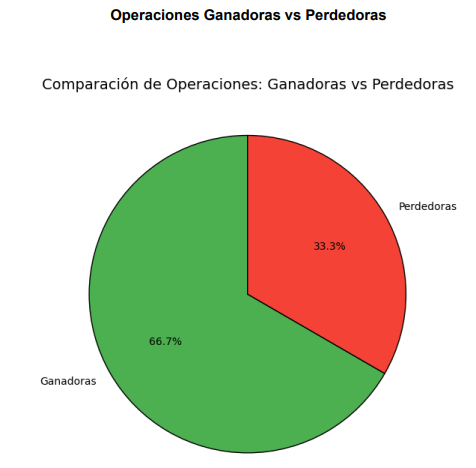 Operaciones Ganadoras vs Perdedoras
Comparación de Operaciones: Ganadoras vs Perdedoras
Perdedoras
33.3%
66.7%
Ganadoras